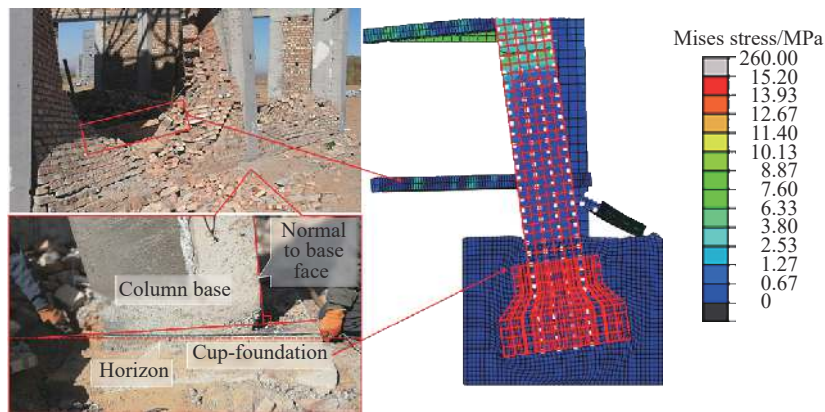 Normal
to base
face
Column base
Cup-foundation
Horizon
Mises stress/MPa
260.00
15.20
13.93
12.67
11.40
10.13
8.87
7.60
6.33
3.80
2.53
1.27
0.67
0